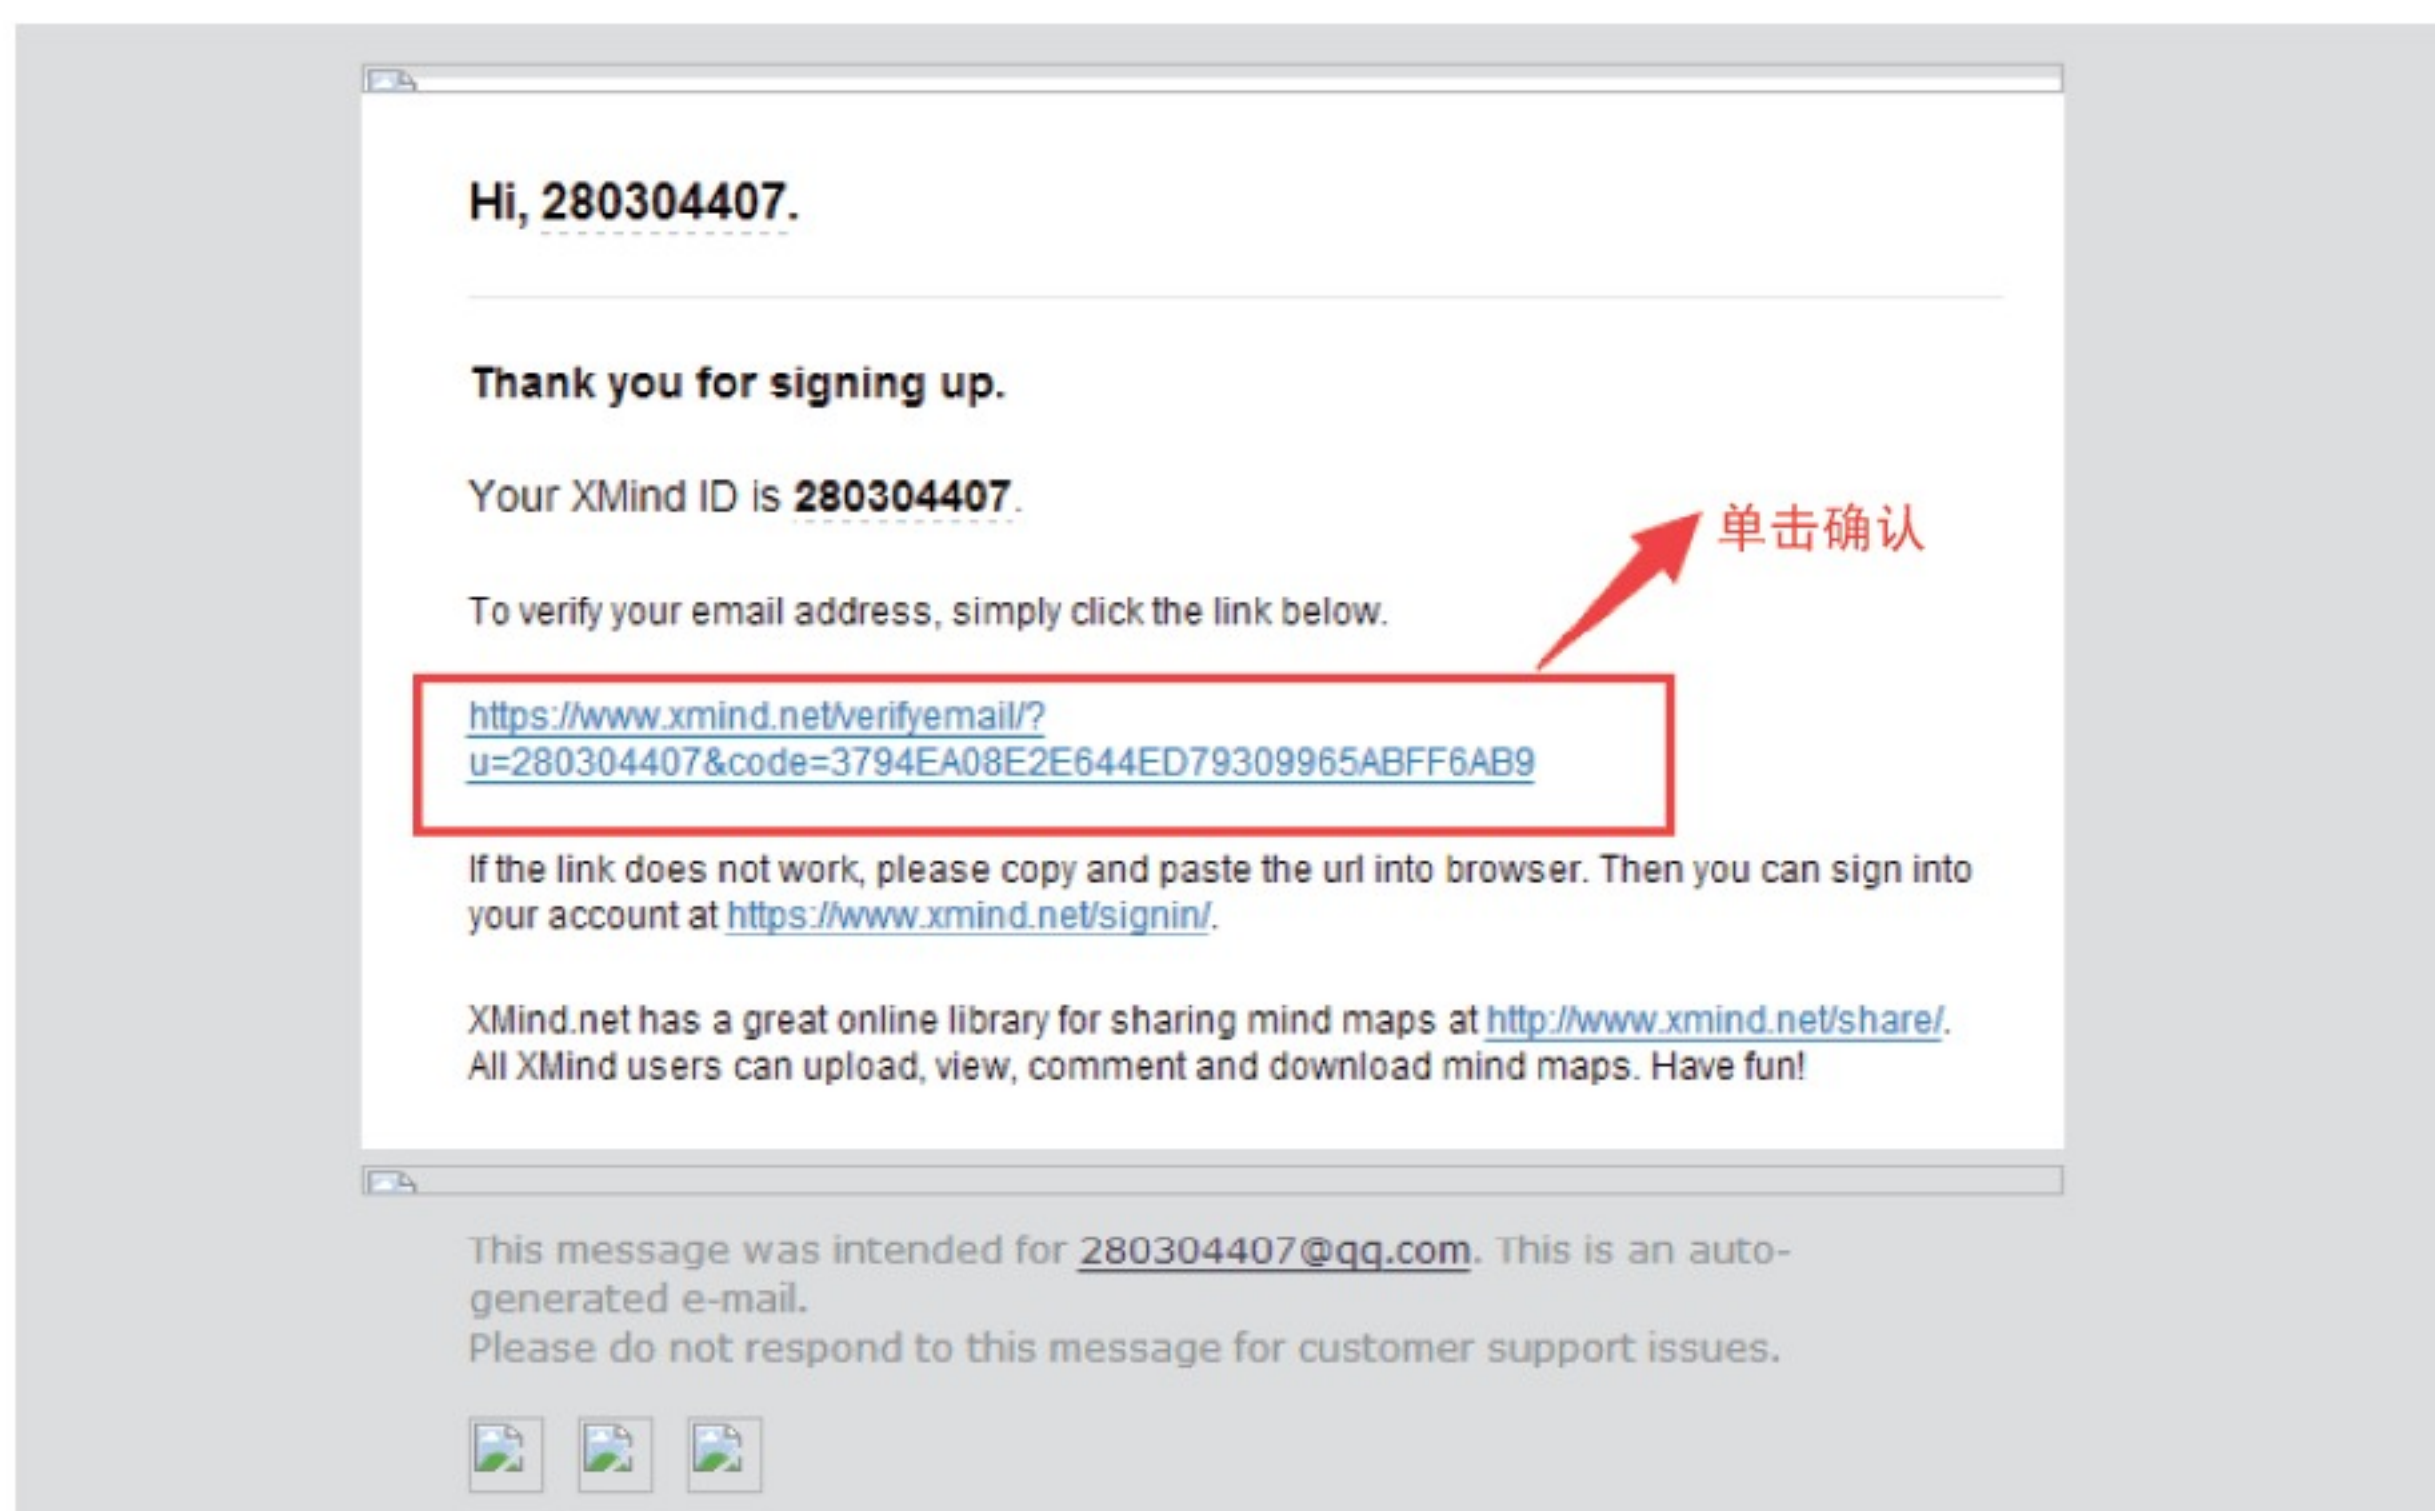 Hi, 280304407.
Thank you for signing up.
Your XMind ID is 280304407.
单击确认
To verify your email address, simply click the link below.
https://www.xmind.net/verifyemail/?
u=280304407&code=3794EA08E2E644ED79309965ABFF6AB9
If the link does not work, please copy and paste the url into browser. Then you can sign into
your account at https://www.xmind.net/signin/.
XMind.net has a great online library for sharing mind maps at http://www.xmind.net/share/.
All XMind users can upload, view, comment and download mind maps. Have fun!
This message was intended for 280304407@qq.com. This is an auto-
generated e-mail.
Please do not respond to this message for customer support issues.